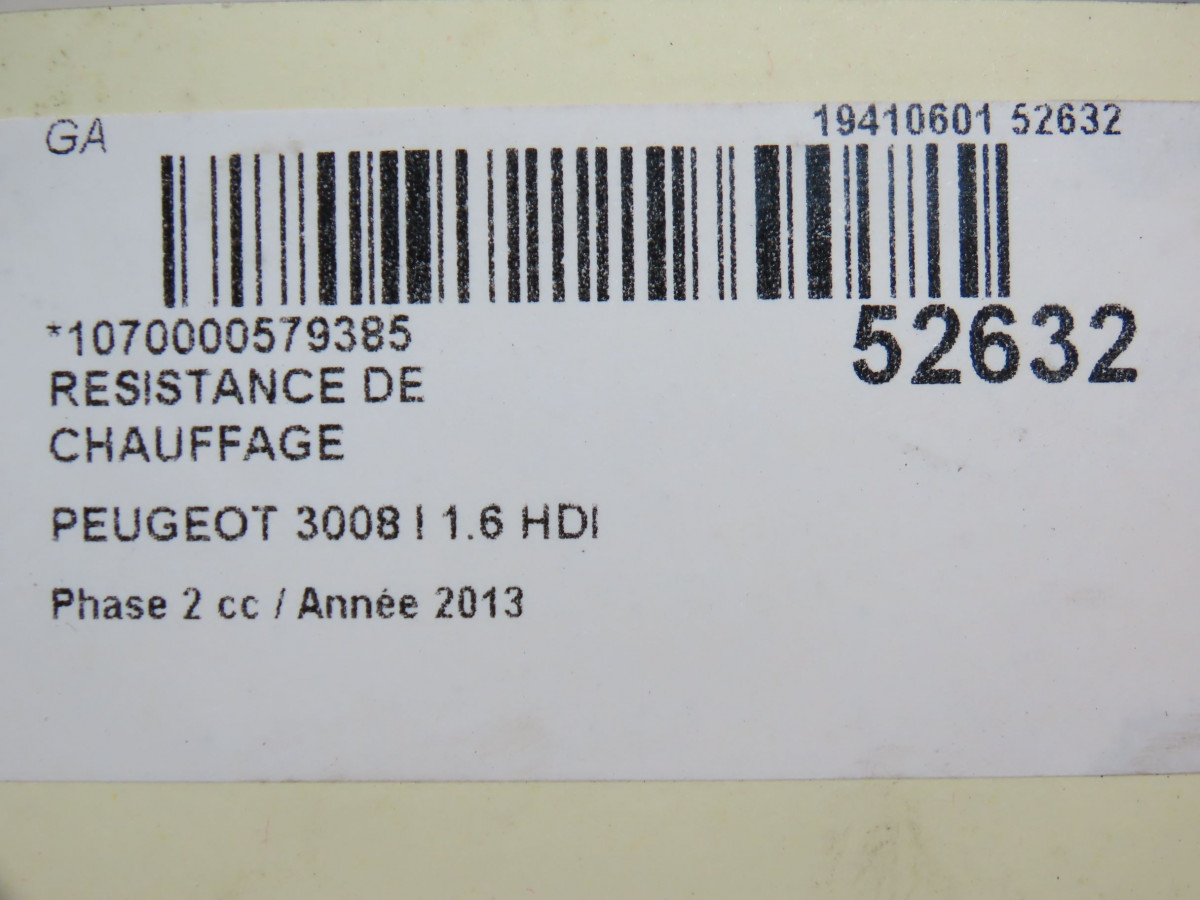 GA
19410601 52632
*1070000579385
52632
RESISTANCE DE
CHAUFFAGE
PEUGEOT 3008 I 1.6 HDI
Phase 2 cc / Année 2013